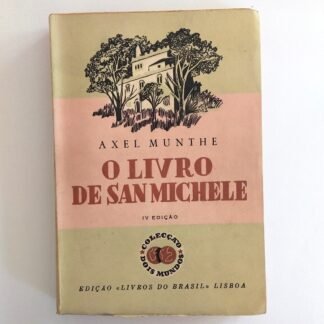 AXEL MUNTHE
O LIVRO
DE SAN MICHELE
IV EDIÇÃO
COLECÇÃO
DOIS MUNDOS
EDIÇÃO «LIVROS DO BRASIL» LISBOA